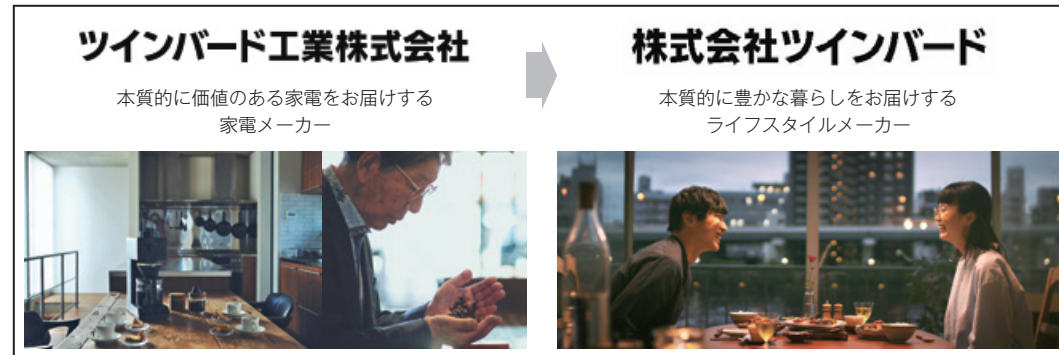 ツインバード工業株式会社
本質的に価値のある家電をお届けする
家電メーカー
株式会社ツインバード
本質的に豊かな暮らしをお届けする
ライフスタイルメーカー